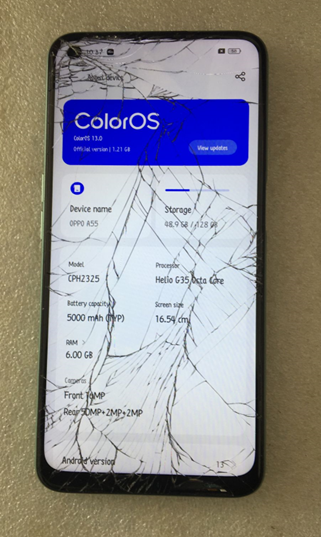 10:37
About device
ColorOS
ColorOS 13.0
Official version | 1.21 GB
View updates
Device name
Storage
OPPO A55
48.9 GB / 128 GB
Model
Processor
CPH2325
Helio G35 Octa Core
Battery capacity
Screen size
5000 mAh (TYP)
16.54 cm
RAM
6.00 GB
Cameras
Front 16MP
Rear 50MP+2MP+2MP
Android version
13